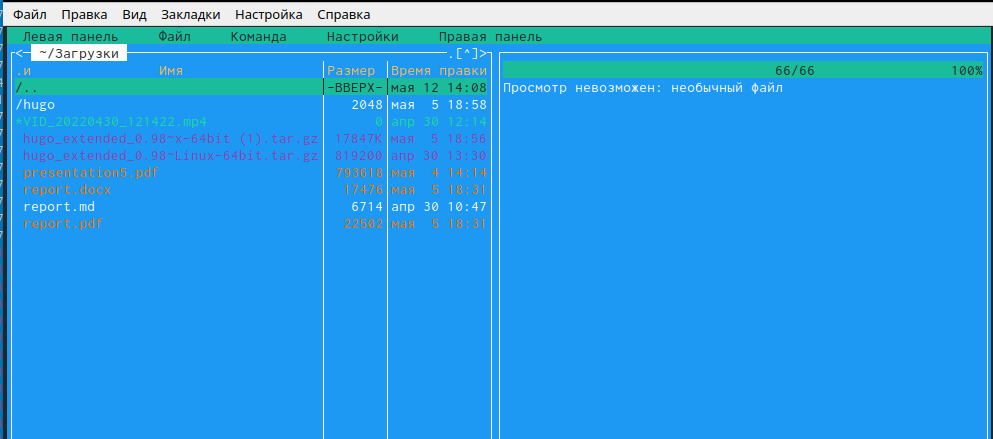 Файл Правка Вид Закладки Настройка Справка
Левая панель Файл Команда Настройки Правая панель
<— ~/Загрузки .[^]>
.и Имя Размер Время правки
/.. -ВВЕРХ- мая 12 14:08
/hugo 2048 мая 5 18:58
*VID_20220430_121422.mp4 0 апр 30 12:14
hugo_extended_0.98~x-64bit (1).tar.gz 17847K мая 5 18:56
hugo_extended_0.98~Linux-64bit.tar.gz 819200 апр 30 13:30
presentation5.pdf 793618 мая 4 14:14
report.docx 17476 мая 5 18:31
report.md 6714 апр 30 10:47
report.pdf 22502 мая 5 18:31
66/66 100%
Просмотр невозможен: необычный файл